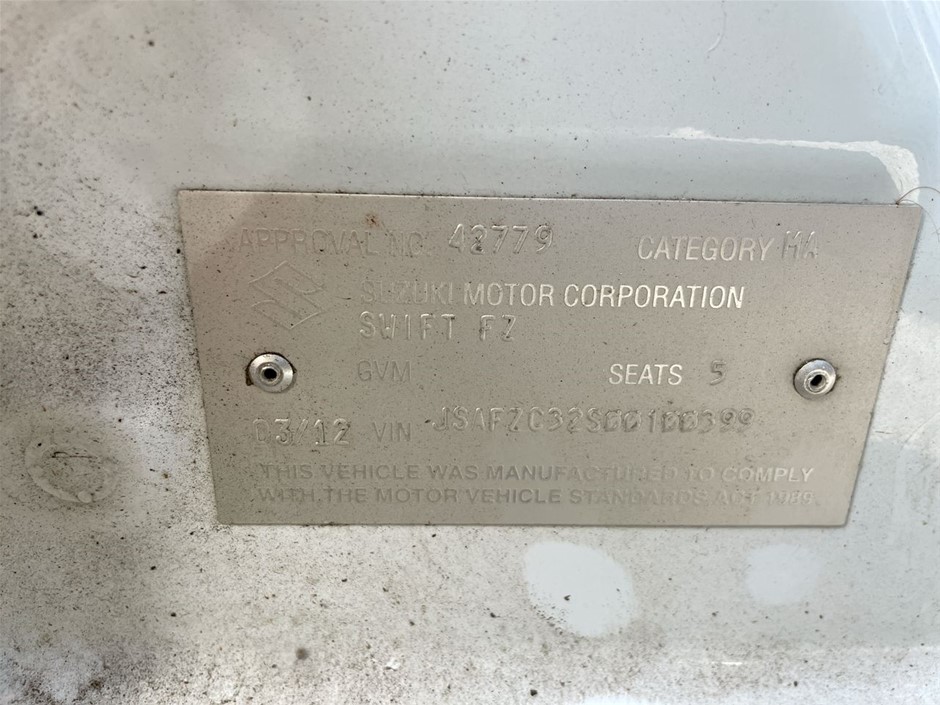 APPROVAL NO. 42779 CATEGORY MA
SUZUKI MOTOR CORPORATION
SWIFT FZ
GVM SEATS 5
03/12 VIN JSAFZC32S00100399
THIS VEHICLE WAS MANUFACTURED TO COMPLY
WITH THE MOTOR VEHICLE STANDARDS ACT 1989.